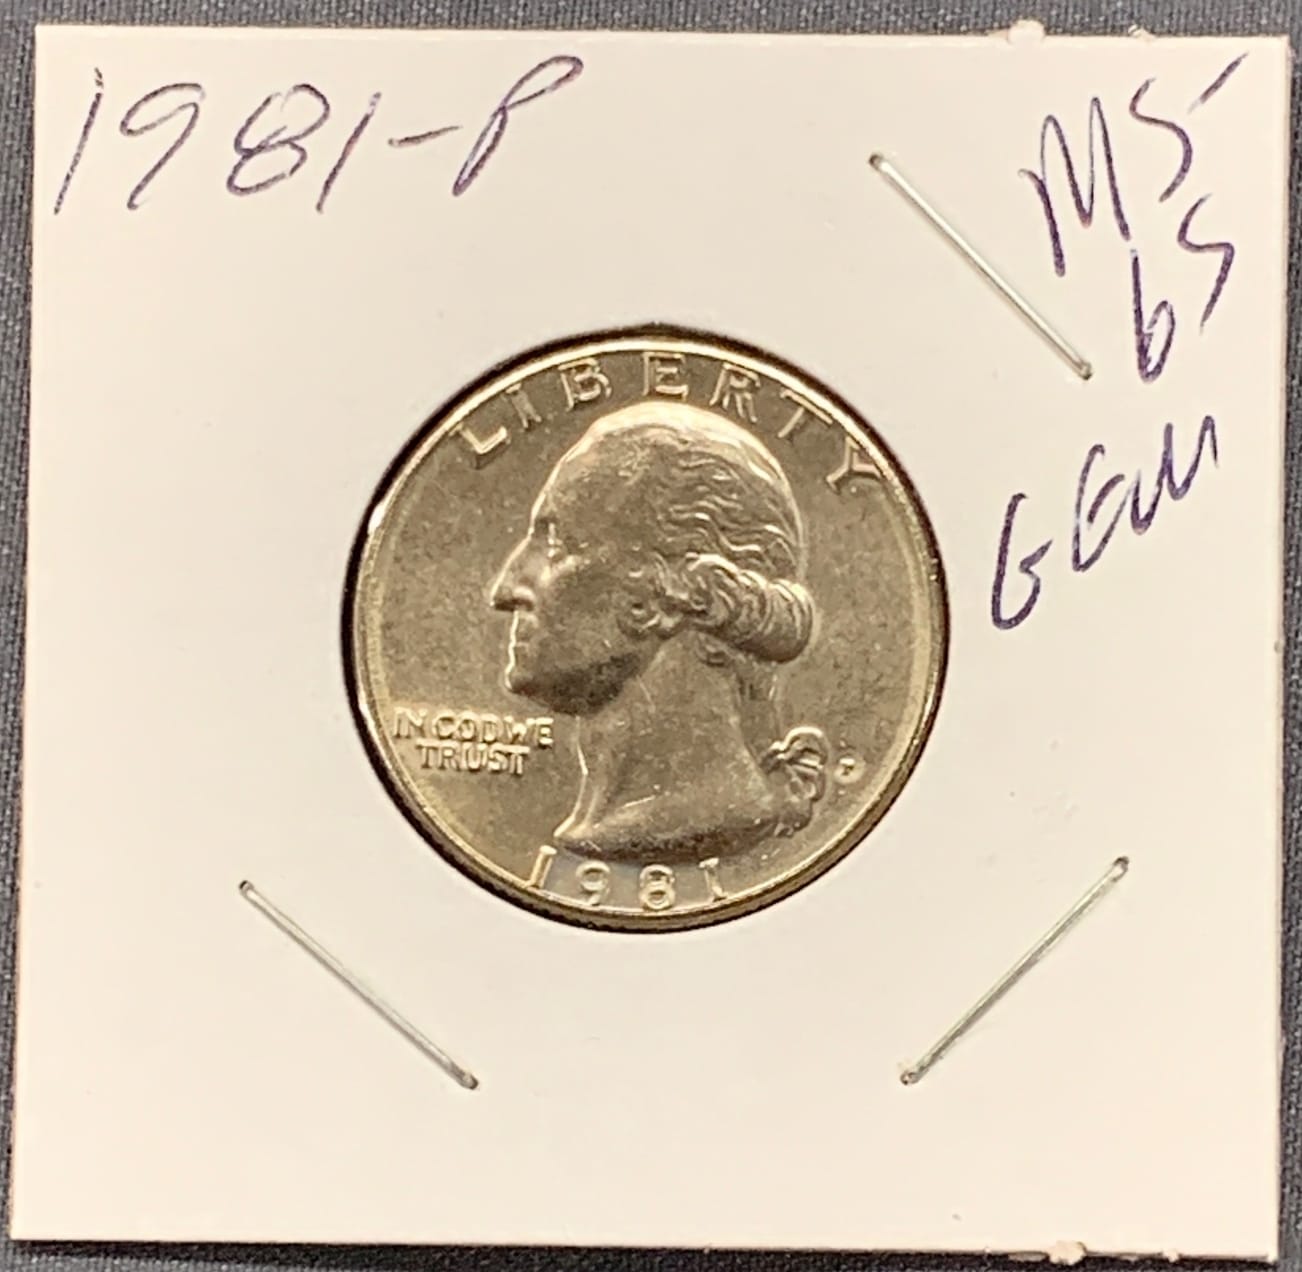 1981-P
MS-
65
GEM
LIBERTY
IN GOD WE
TRUST
P
1981